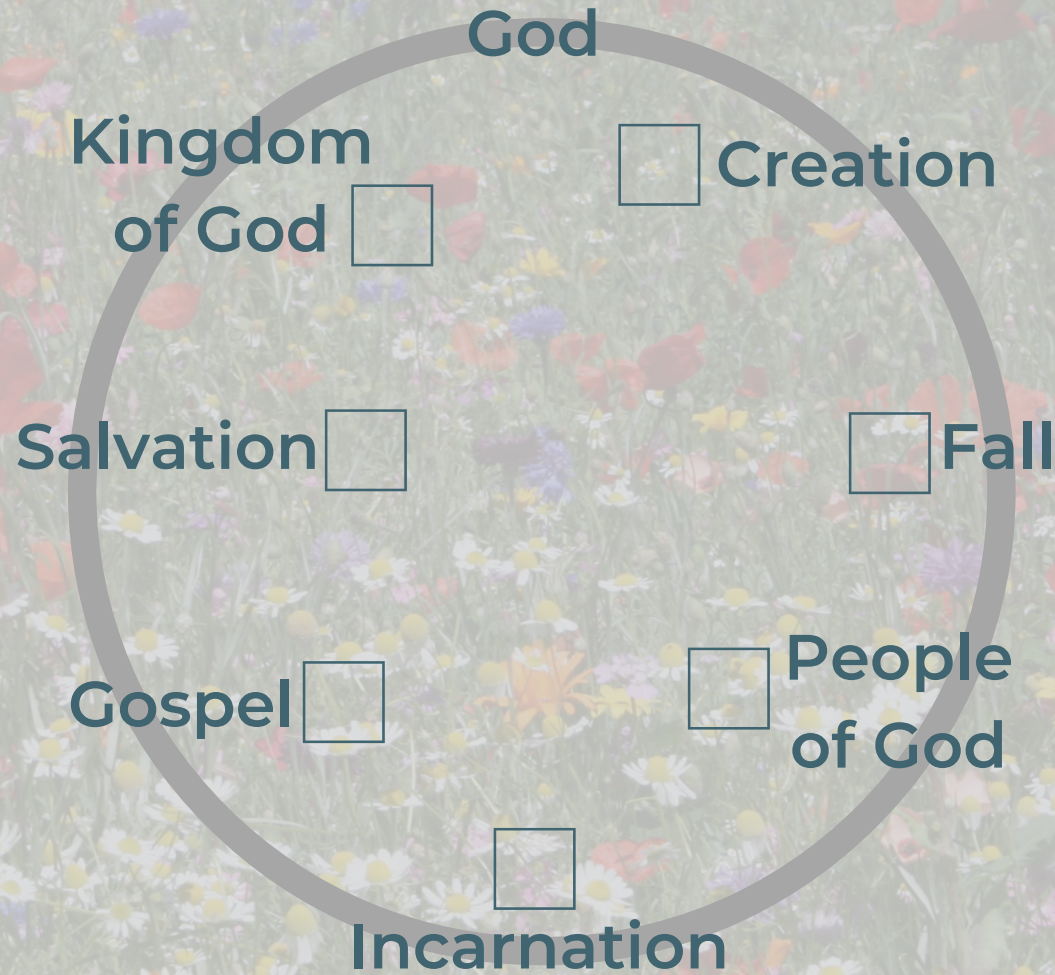 God
Creation
Fall
People
of God
Incarnation
Gospel
Salvation
Kingdom
of God